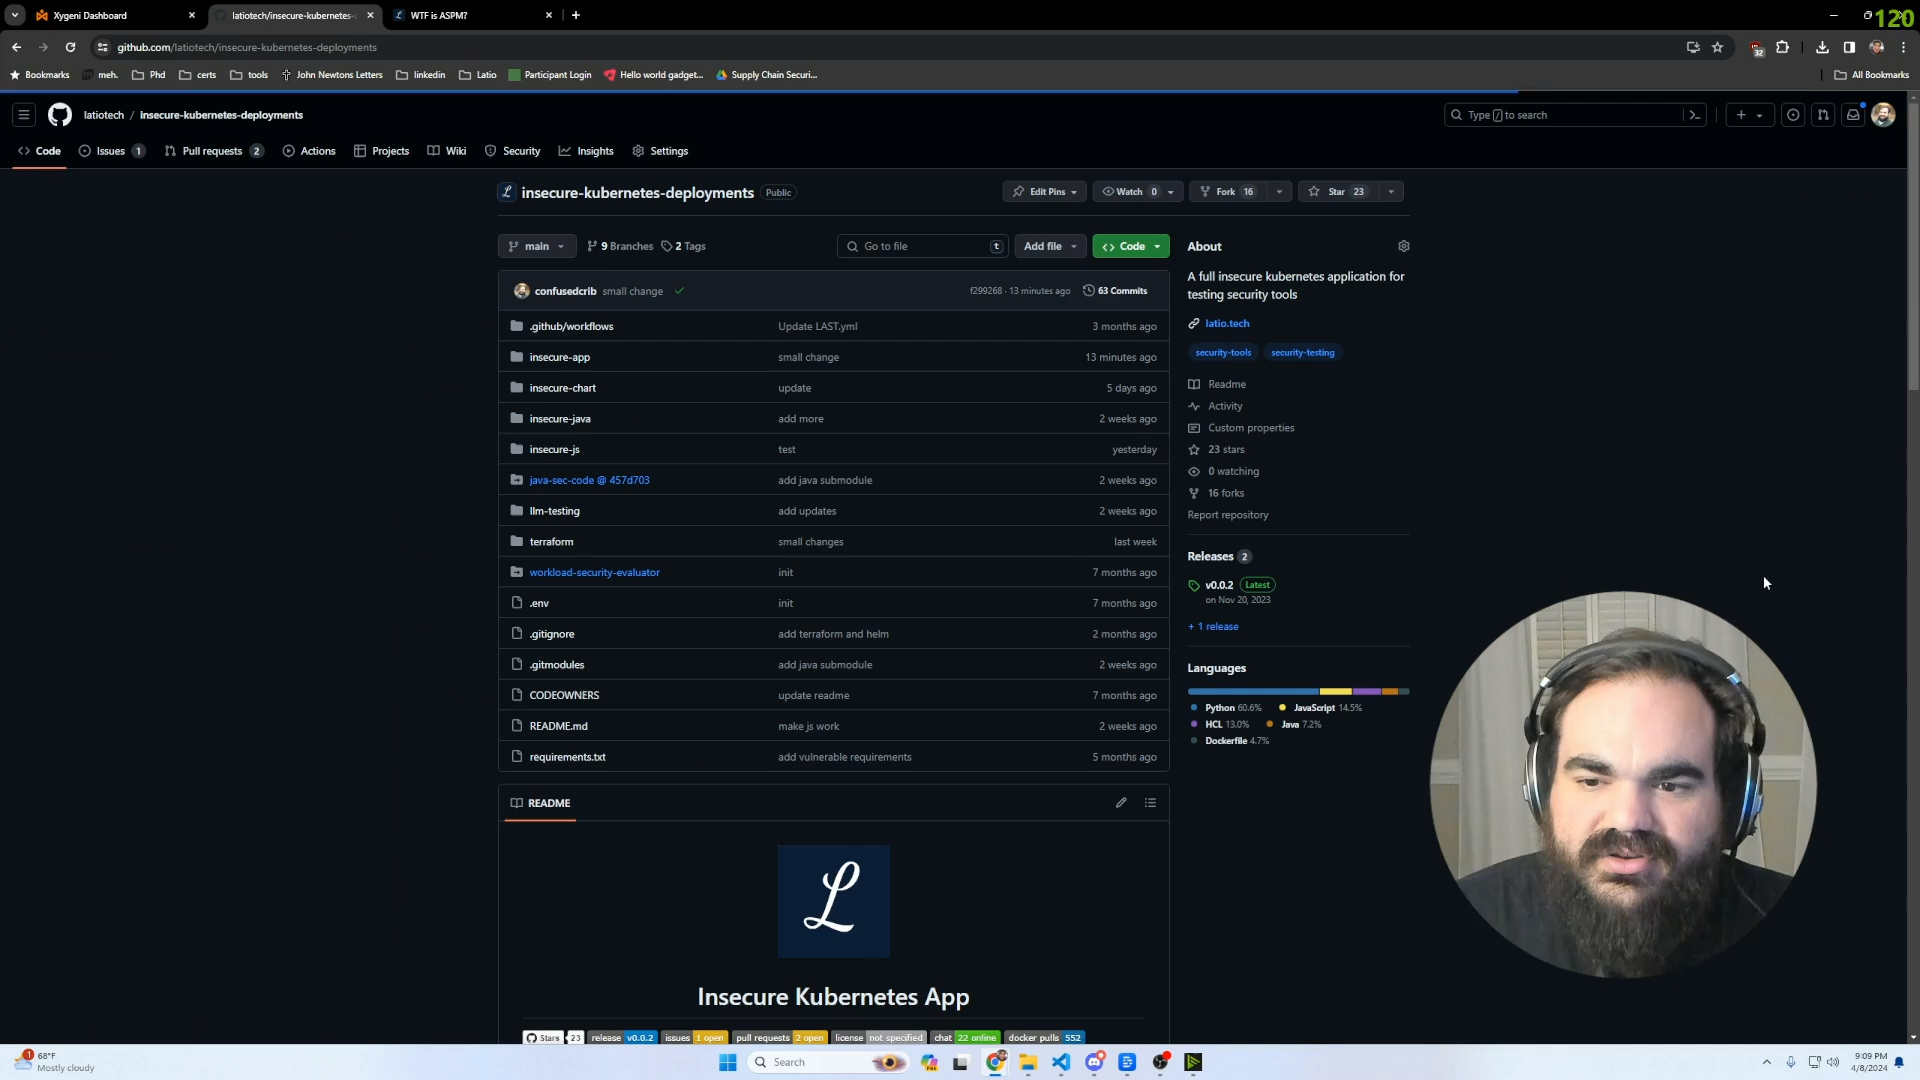 Xygeni Dashboard
latiotech/insecure-kubernetes-
WTF is ASPM?
120
github.com/latiotech/insecure-kubernetes-deployments
32
Bookmarks
meh.
Phd
certs
tools
John Newtons Letters
linkedin
Latio
Participant Login
Hello world gadget...
Supply Chain Securi...
All Bookmarks
latiotech / insecure-kubernetes-deployments
Type / to search
Code
Issues 1
Pull requests 2
Actions
Projects
Wiki
Security
Insights
Settings
insecure-kubernetes-deployments Public
Edit Pins
Watch 0
Fork 16
Star 23
main
9 Branches
2 Tags
Go to file t
Add file
Code
confusedcrib small change f299268 · 13 minutes ago 63 Commits
.github/workflows Update LAST.yml 3 months ago
insecure-app small change 13 minutes ago
insecure-chart update 5 days ago
insecure-java add more 2 weeks ago
insecure-js test yesterday
java-sec-code @ 457d703 add java submodule 2 weeks ago
llm-testing add updates 2 weeks ago
terraform small changes last week
workload-security-evaluator init 7 months ago
.env init 7 months ago
.gitignore add terraform and helm 2 months ago
.gitmodules add java submodule 2 weeks ago
CODEOWNERS update readme 7 months ago
README.md make js work 2 weeks ago
requirements.txt add vulnerable requirements 5 months ago
README
L
Insecure Kubernetes App
Stars 23 release v0.0.2 issues 1 open pull requests 2 open license not specified chat 22 online docker pulls 552
About
A full insecure kubernetes application for
testing security tools
latio.tech
security-tools security-testing
Readme
Activity
Custom properties
23 stars
0 watching
16 forks
Report repository
Releases 2
v0.0.2 Latest
on Nov 20, 2023
+ 1 release
Languages
Python 60.6% JavaScript 14.5%
HCL 13.0% Java 7.2%
Dockerfile 4.7%
1
68°F
Mostly cloudy
Search
9:09 PM
4/8/2024